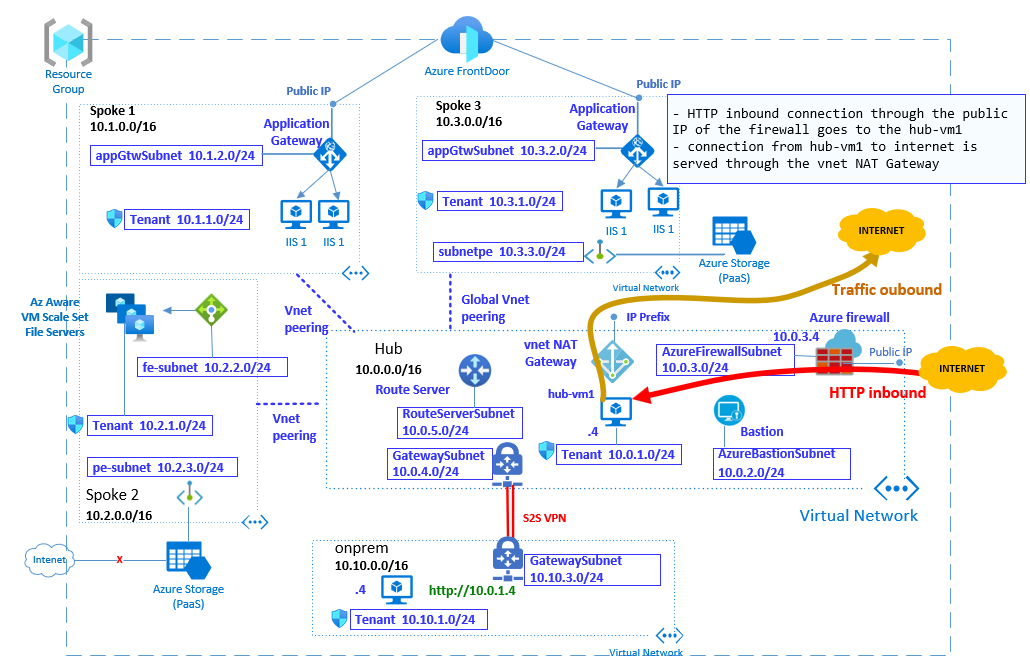 Resource
Group
Azure FrontDoor
Public IP
Spoke 1
10.1.0.0/16
Application
Gateway
appGtwSubnet 10.1.2.0/24
Tenant 10.1.1.0/24
IIS 1
IIS 1
Public IP
Spoke 3
10.3.0.0/16
Application
Gateway
appGtwSubnet 10.3.2.0/24
Tenant 10.3.1.0/24
IIS 1
IIS 1
subnetpe 10.3.3.0/24
Azure Storage
(PaaS)
Virtual Network
- HTTP inbound connection through the public
IP of the firewall goes to the hub-vm1
- connection from hub-vm1 to internet is
served through the vnet NAT Gateway
INTERNET
Traffic oubound
Az Aware
VM Scale Set
File Servers
fe-subnet 10.2.2.0/24
Tenant 10.2.1.0/24
pe-subnet 10.2.3.0/24
Spoke 2
10.2.0.0/16
Vnet
peering
Global Vnet
peering
Vnet
peering
Hub
10.0.0.0/16
Route Server
RouteServerSubnet
10.0.5.0/24
GatewaySubnet
10.0.4.0/24
IP Prefix
vnet NAT
Gateway
hub-vm1
.4
Tenant 10.0.1.0/24
Azure firewall
10.0.3.4
AzureFirewallSubnet
10.0.3.0/24
Public IP
INTERNET
HTTP inbound
Bastion
AzureBastionSubnet
10.0.2.0/24
Virtual Network
S2S VPN
Intenet
X
Azure Storage
(PaaS)
onprem
10.10.0.0/16
GatewaySubnet
10.10.3.0/24
.4
http://10.0.1.4
Tenant 10.10.1.0/24
Virtual Network